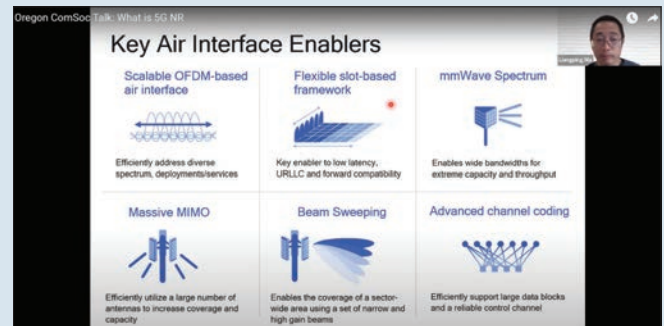 Oregon ComSoc Talk: What is 5G NR
Key Air Interface Enablers
Scalable OFDM-based
air interface
Efficiently address diverse
spectrum, deployments/services
Flexible slot-based
framework
Key enabler to low latency,
URLLC and forward compatibility
mmWave Spectrum
Enables wide bandwidths for
extreme capacity and throughput
Massive MIMO
Efficiently utilize a large number of
antennas to increase coverage and
capacity
Beam Sweeping
Enables the coverage of a sector-
wide area using a set of narrow and
high gain beams
Advanced channel coding
Efficiently support large data blocks
and a reliable control channel